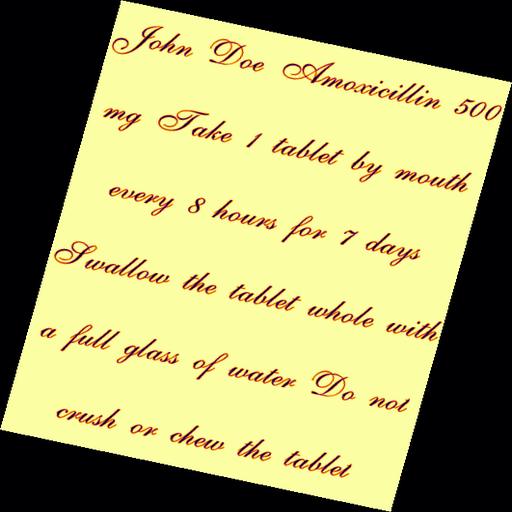 John Doe Amoxicillin 500
mg Take 1 tablet by mouth
every 8 hours for 7 days
Swallow the tablet whole with
a full glass of water Do not
crush or chew the tablet